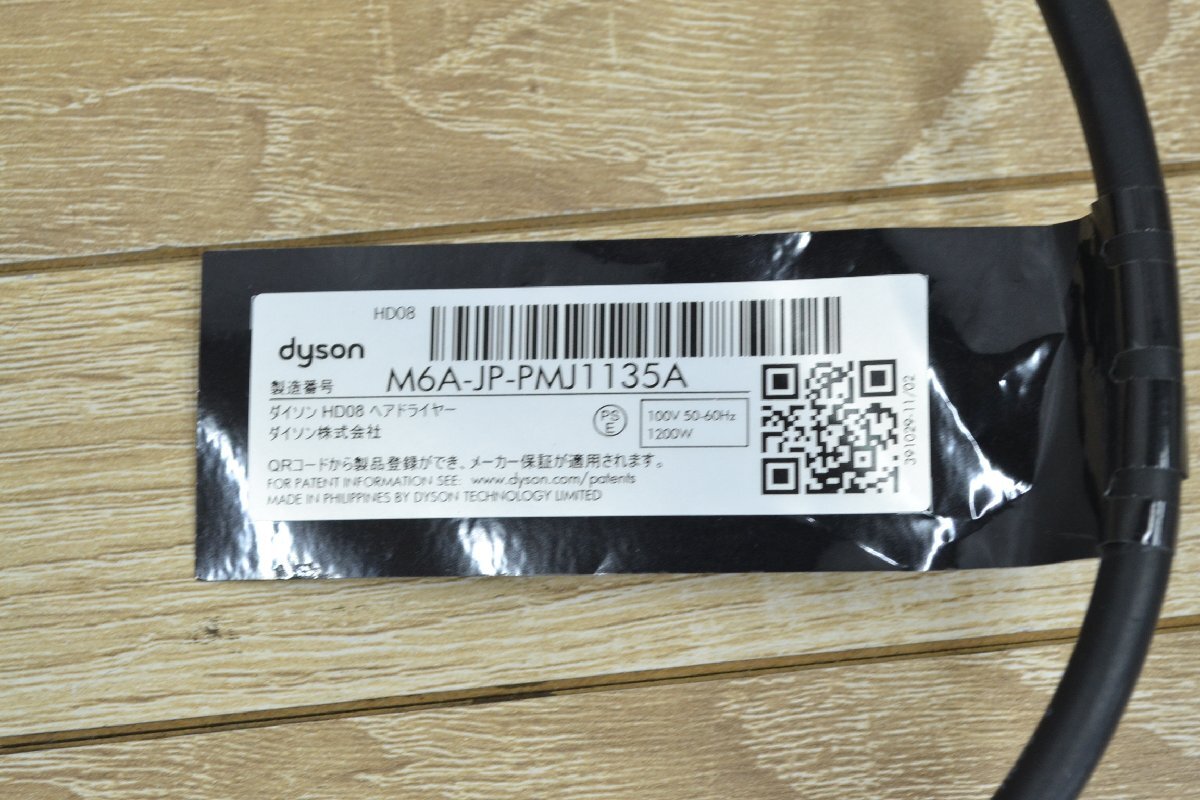 HD08
dyson
製造番号 M6A-JP-PMJ1135A
ダイソン HD08 ヘアドライヤー
ダイソン株式会社
PS
E
100V 50-60Hz
1200W
391029-11/02
QRコードから製品登録ができ、メーカー保証が適用されます。
FOR PATENT INFORMATION SEE: www.dyson.com/patents
MADE IN PHILIPPINES BY DYSON TECHNOLOGY LIMITED